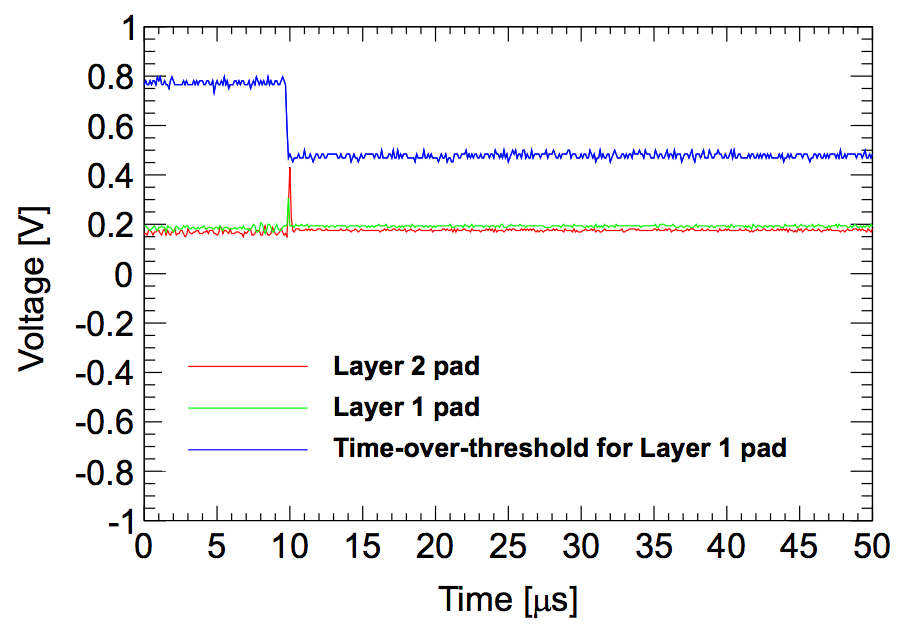 1
0.8
0.6
0.4
0.2
0
-0.2
-0.4
-0.6
-0.8
-1
Voltage [V]
Layer 2 pad
Layer 1 pad
Time-over-threshold for Layer 1 pad
0 5 10 15 20 25 30 35 40 45 50
Time [μs]